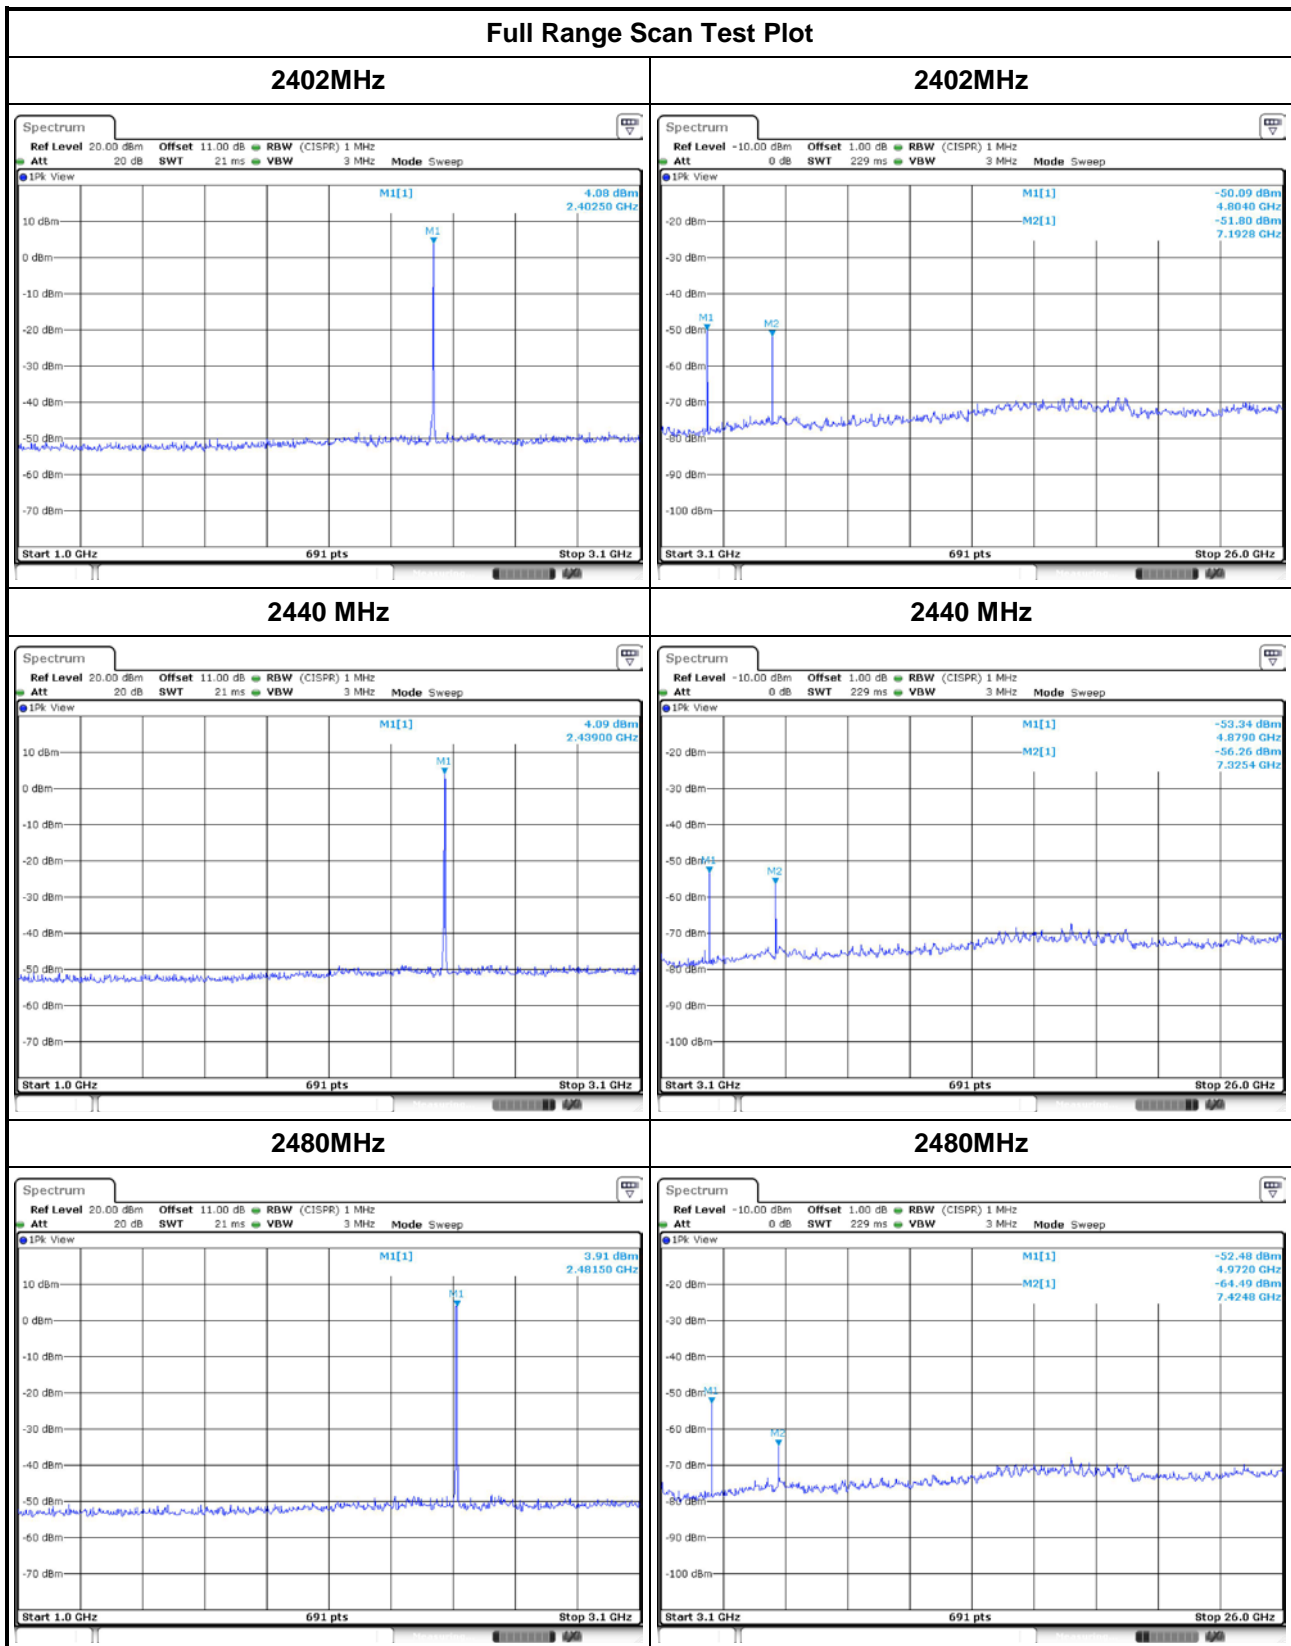 Full Range Scan Test Plot
2402MHz
2402MHz
Spectrum
Ref Level 20.00 dBm Offset 11.00 dB RBW (CISPR) 1 MHz
Att 20 dB SWT 21 ms VBW 3 MHz Mode Sweep
1Pk View
M1[1] 4.08 dBm
2.40250 GHz
10 dBm
M1
0 dBm
-10 dBm
-20 dBm
-30 dBm
-40 dBm
-50 dBm
-60 dBm
-70 dBm
Start 1.0 GHz 691 pts Stop 3.1 GHz
Spectrum
Ref Level -10.00 dBm Offset 1.00 dB RBW (CISPR) 1 MHz
Att 0 dB SWT 229 ms VBW 3 MHz Mode Sweep
1Pk View
M1[1] -50.09 dBm
4.8040 GHz
-20 dBm M2[1] -51.80 dBm
7.1928 GHz
-30 dBm
-40 dBm
M1 M2
-50 dBm
-60 dBm
-70 dBm
-80 dBm
-90 dBm
-100 dBm
Start 3.1 GHz 691 pts Stop 26.0 GHz
2440 MHz
2440 MHz
Spectrum
Ref Level 20.00 dBm Offset 11.00 dB RBW (CISPR) 1 MHz
Att 20 dB SWT 21 ms VBW 3 MHz Mode Sweep
1Pk View
M1[1] 4.09 dBm
2.43900 GHz
10 dBm
M1
0 dBm
-10 dBm
-20 dBm
-30 dBm
-40 dBm
-50 dBm
-60 dBm
-70 dBm
Start 1.0 GHz 691 pts Stop 3.1 GHz
Spectrum
Ref Level -10.00 dBm Offset 1.00 dB RBW (CISPR) 1 MHz
Att 0 dB SWT 229 ms VBW 3 MHz Mode Sweep
1Pk View
M1[1] -53.34 dBm
4.8790 GHz
-20 dBm M2[1] -56.26 dBm
7.3254 GHz
-30 dBm
-40 dBm
-50 dBm M1
M2
-60 dBm
-70 dBm
-80 dBm
-90 dBm
-100 dBm
Start 3.1 GHz 691 pts Stop 26.0 GHz
2480MHz
2480MHz
Spectrum
Ref Level 20.00 dBm Offset 11.00 dB RBW (CISPR) 1 MHz
Att 20 dB SWT 21 ms VBW 3 MHz Mode Sweep
1Pk View
M1[1] 3.91 dBm
2.48150 GHz
10 dBm
M1
0 dBm
-10 dBm
-20 dBm
-30 dBm
-40 dBm
-50 dBm
-60 dBm
-70 dBm
Start 1.0 GHz 691 pts Stop 3.1 GHz
Spectrum
Ref Level -10.00 dBm Offset 1.00 dB RBW (CISPR) 1 MHz
Att 0 dB SWT 229 ms VBW 3 MHz Mode Sweep
1Pk View
M1[1] -52.48 dBm
4.9720 GHz
-20 dBm M2[1] -64.49 dBm
7.4248 GHz
-30 dBm
-40 dBm
-50 dBm M1
-60 dBm M2
-70 dBm
-80 dBm
-90 dBm
-100 dBm
Start 3.1 GHz 691 pts Stop 26.0 GHz